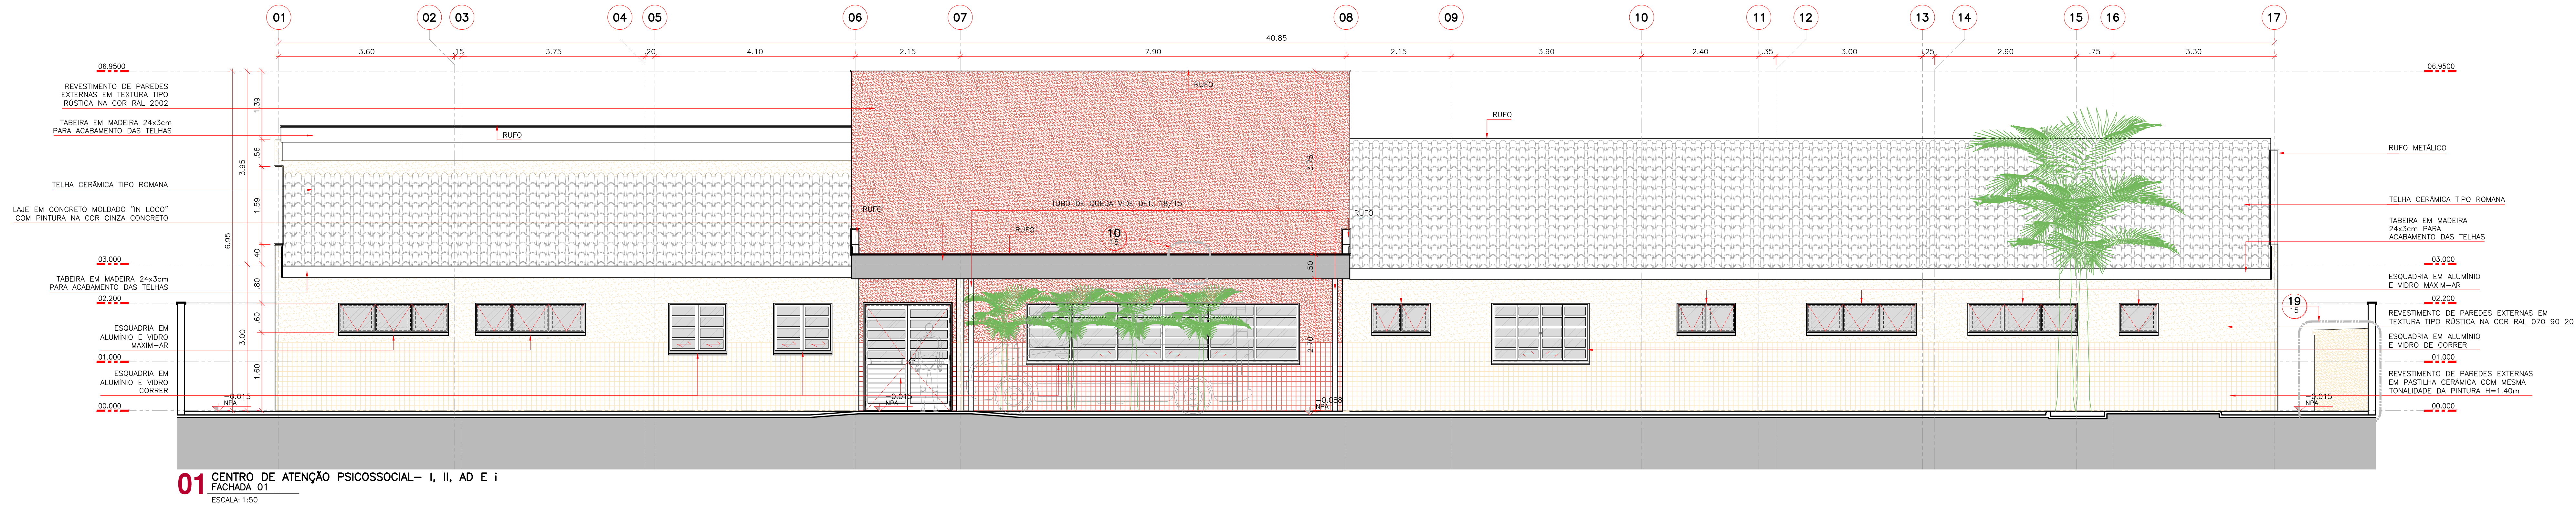 01
02
03
04
05
06
07
08
09
10
11
12
13
14
15
16
17
40.85
3.60
.15
3.75
.20
4.10
2.15
7.90
2.15
3.90
2.40
.35
3.00
.25
2.90
.75
3.30
06.9500
06.9500
REVESTIMENTO DE PAREDES
EXTERNAS EM TEXTURA TIPO
RÚSTICA NA COR RAL 2002
TABEIRA EM MADEIRA 24x3cm
PARA ACABAMENTO DAS TELHAS
TELHA CERÂMICA TIPO ROMANA
LAJE EM CONCRETO MOLDADO "IN LOCO"
COM PINTURA NA COR CINZA CONCRETO
03.000
TABEIRA EM MADEIRA 24x3cm
PARA ACABAMENTO DAS TELHAS
02.200
ESQUADRIA EM
ALUMÍNIO E VIDRO
MAXIM-AR
01.000
ESQUADRIA EM
ALUMÍNIO E VIDRO
CORRER
00.000
6.95
3.95
3.00
1.39
.56
1.59
.40
.80
.60
1.60
-0.015
NPA
RUFO
RUFO
RUFO
RUFO
RUFO
RUFO
TUBO DE QUEDA VIDE DET. 18/15
10
15
3.75
.50
2.70
-0.015
NPA
-0.088
NPA
RUFO METÁLICO
TELHA CERÂMICA TIPO ROMANA
TABEIRA EM MADEIRA
24x3cm PARA
ACABAMENTO DAS TELHAS
03.000
ESQUADRIA EM ALUMÍNIO
E VIDRO MAXIM-AR
02.200
19
15
REVESTIMENTO DE PAREDES EXTERNAS EM
TEXTURA TIPO RÚSTICA NA COR RAL 070 90 20
ESQUADRIA EM ALUMÍNIO
E VIDRO DE CORRER
01.000
REVESTIMENTO DE PAREDES EXTERNAS
EM PASTILHA CERÂMICA COM MESMA
TONALIDADE DA PINTURA H=1.40m
-0.015
NPA
00.000
01 CENTRO DE ATENÇÃO PSICOSSOCIAL- I, II, AD E i
FACHADA 01
ESCALA: 1:50